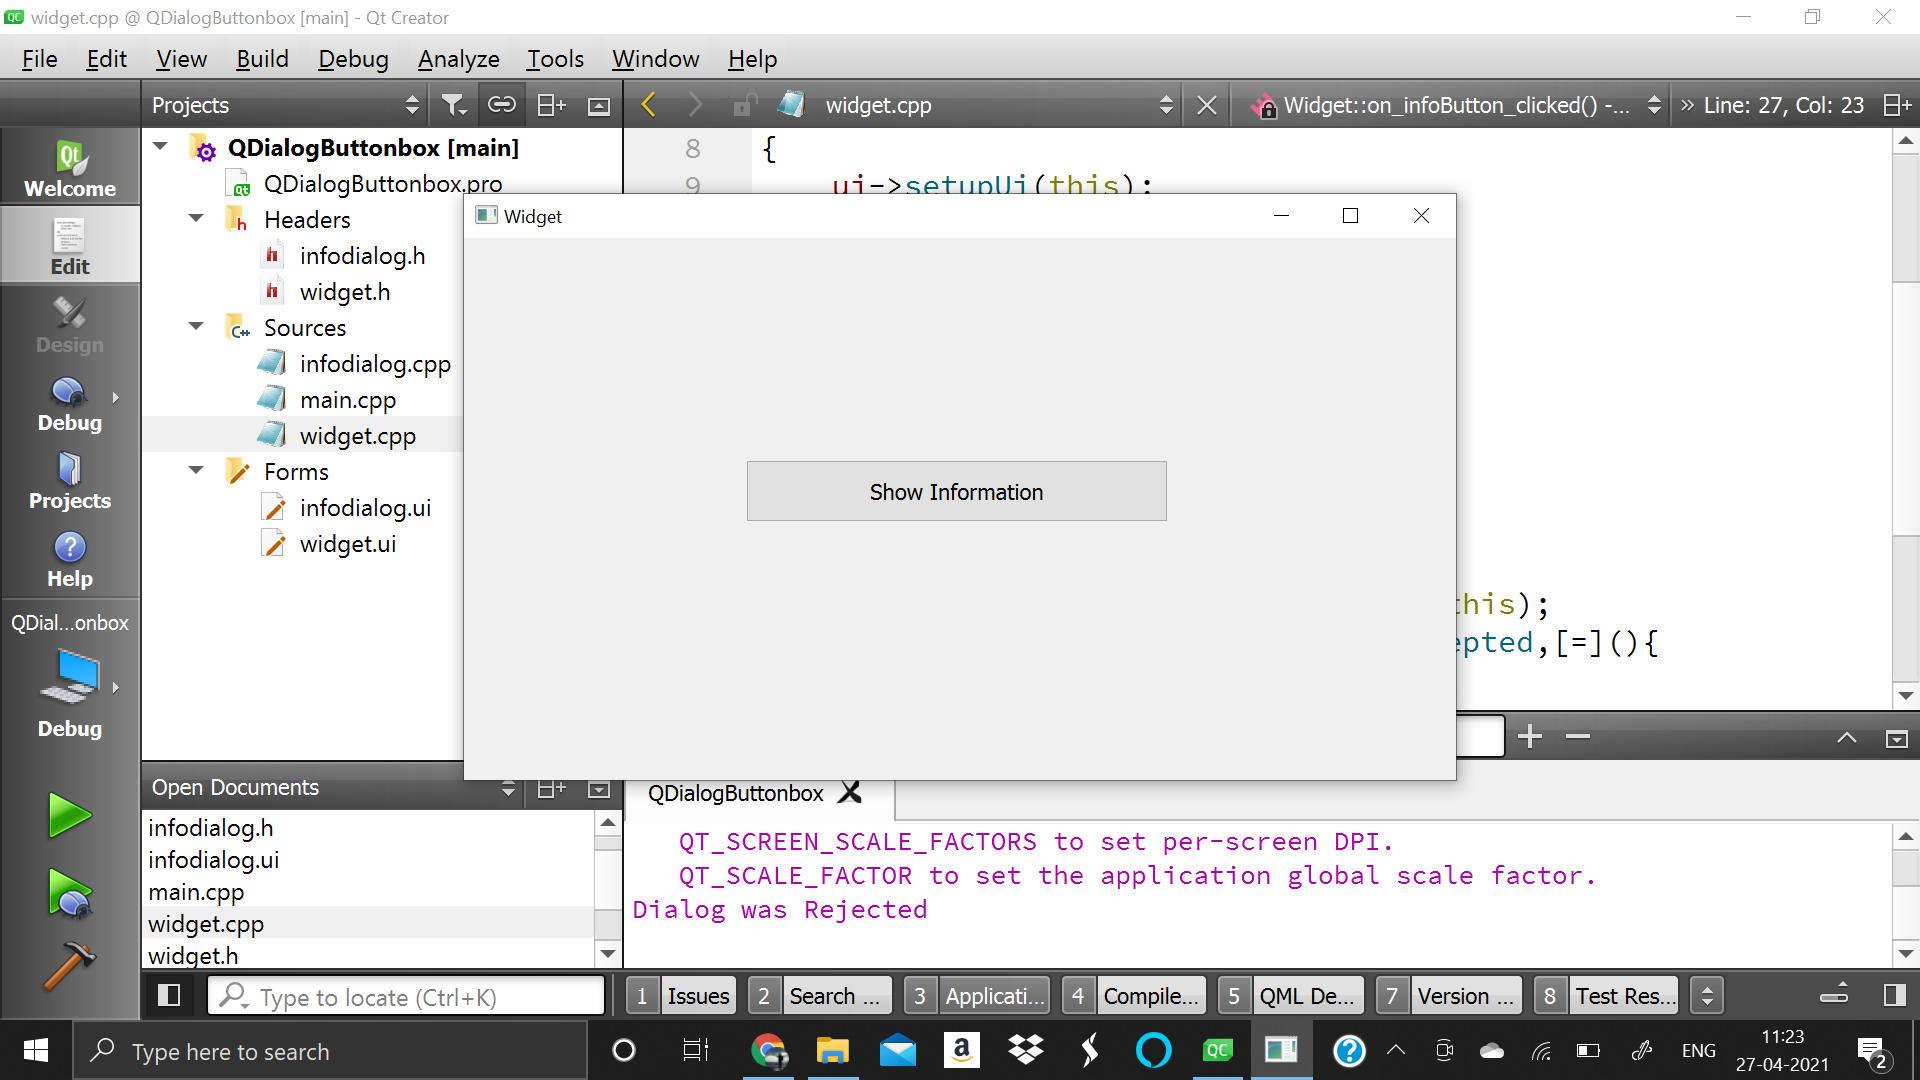 widget.cpp @ QDialogButtonbox [main] - Qt Creator
File Edit View Build Debug Analyze Tools Window Help
Projects
widget.cpp
Widget::on_infoButton_clicked() -...
» Line: 27, Col: 23
Welcome
Edit
Design
Debug
Projects
Help
QDial...onbox
Debug
QDialogButtonbox [main]
QDialogButtonbox.pro
Headers
infodialog.h
widget.h
Sources
infodialog.cpp
main.cpp
widget.cpp
Forms
infodialog.ui
widget.ui
8 {
9 ui->setupUi(this);
Widget
Show Information
this);
epted,[=](){
Open Documents
infodialog.h
infodialog.ui
main.cpp
widget.cpp
widget.h
QDialogButtonbox
QT_SCREEN_SCALE_FACTORS to set per-screen DPI.
QT_SCALE_FACTOR to set the application global scale factor.
Dialog was Rejected
Type to locate (Ctrl+K)
1 Issues 2 Search ... 3 Applicati... 4 Compile... 5 QML De... 7 Version ... 8 Test Res...
Type here to search
ENG
11:23
27-04-2021
2